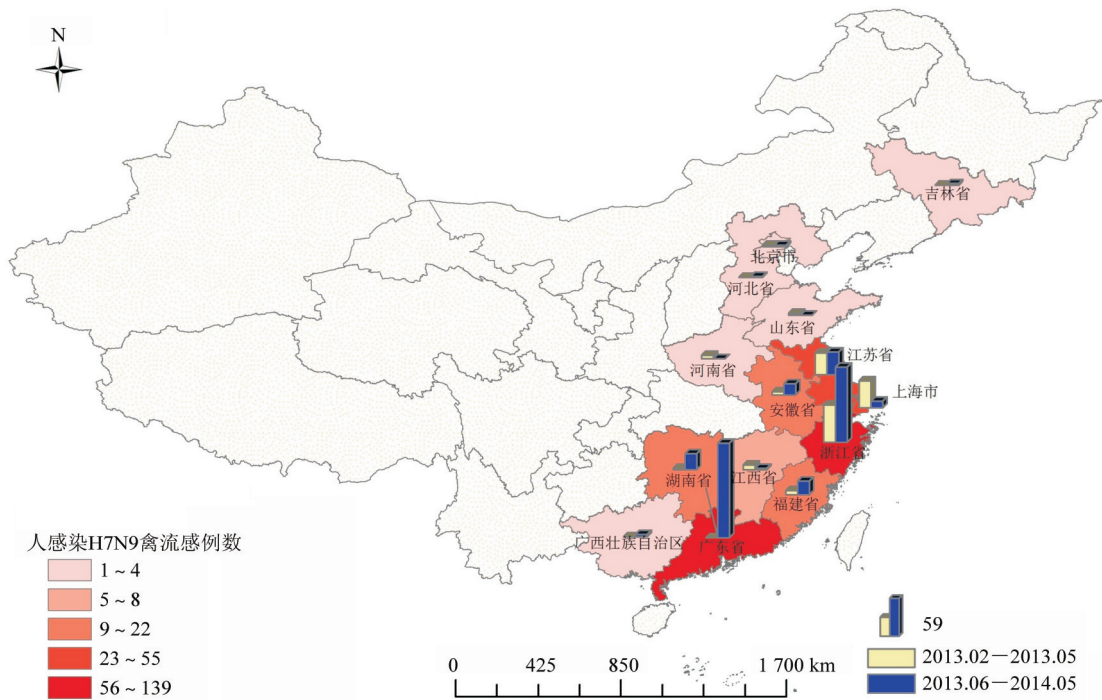 N
吉林省
北京市
河北省
山东省
河南省
江苏省
上海市
安徽省
浙江省
湖南省
江西省
福建省
广西壮族自治区
广东省
人感染H7N9禽流感例数
1～4
5～8
9～22
23～55
56～139
0 425 850 1 700 km
59
2013.02－2013.05
2013.06－2014.05